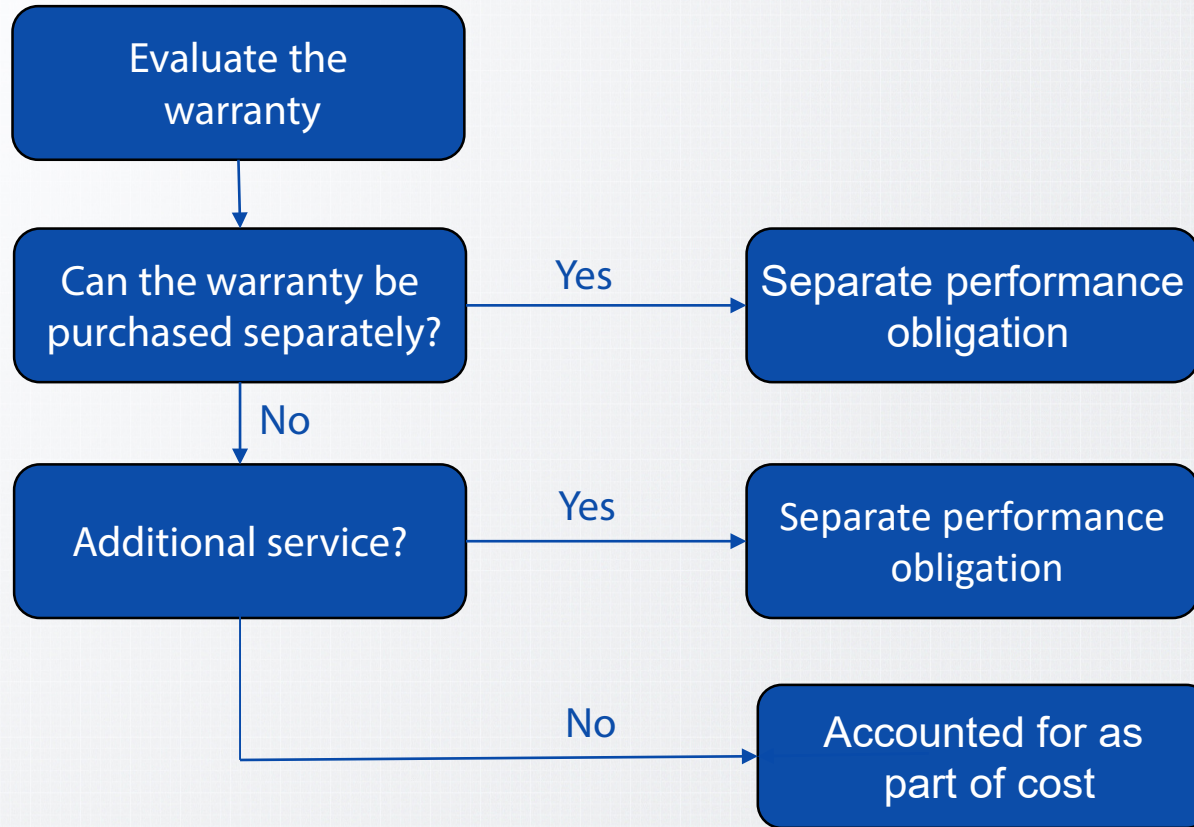 Evaluate the
warranty
Can the warranty be
purchased separately?
Yes
Separate performance
obligation
No
Additional service?
Yes
Separate performance
obligation
No
Accounted for as
part of cost